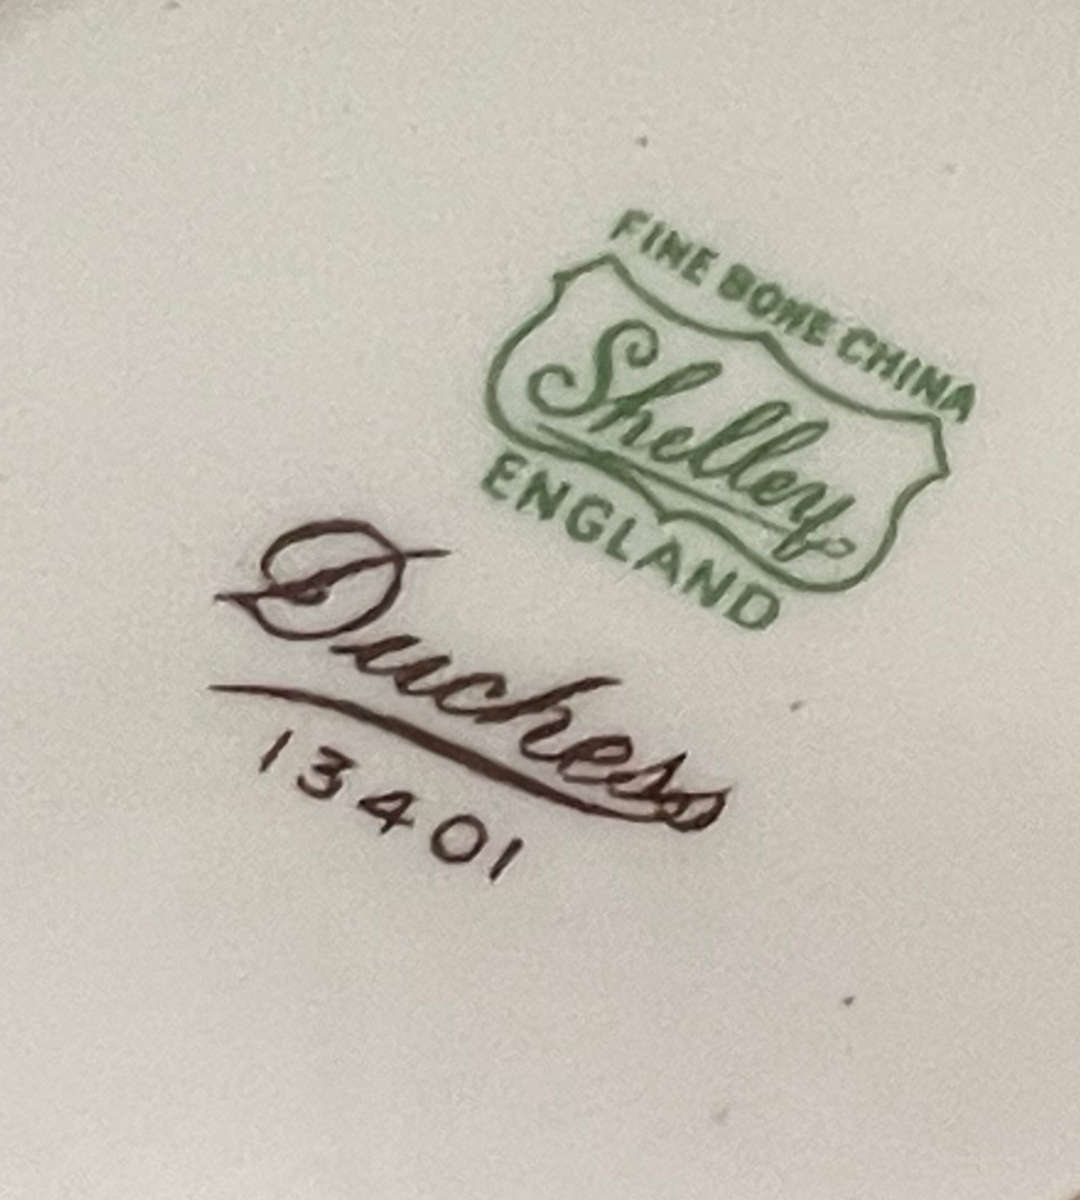 FINE BONE CHINA
Shelley
ENGLAND
Duchess
13401